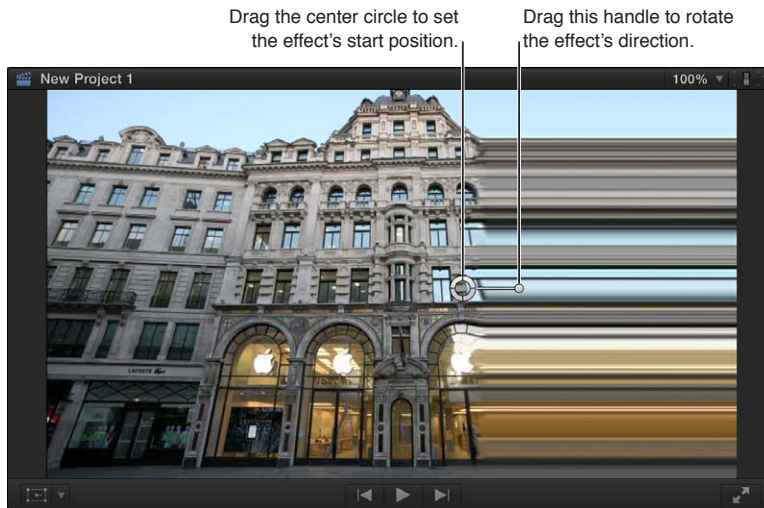 Drag the center circle to set
the effect's start position.
Drag this handle to rotate
the effect's direction.
New Project 1
100%
LACOSTE